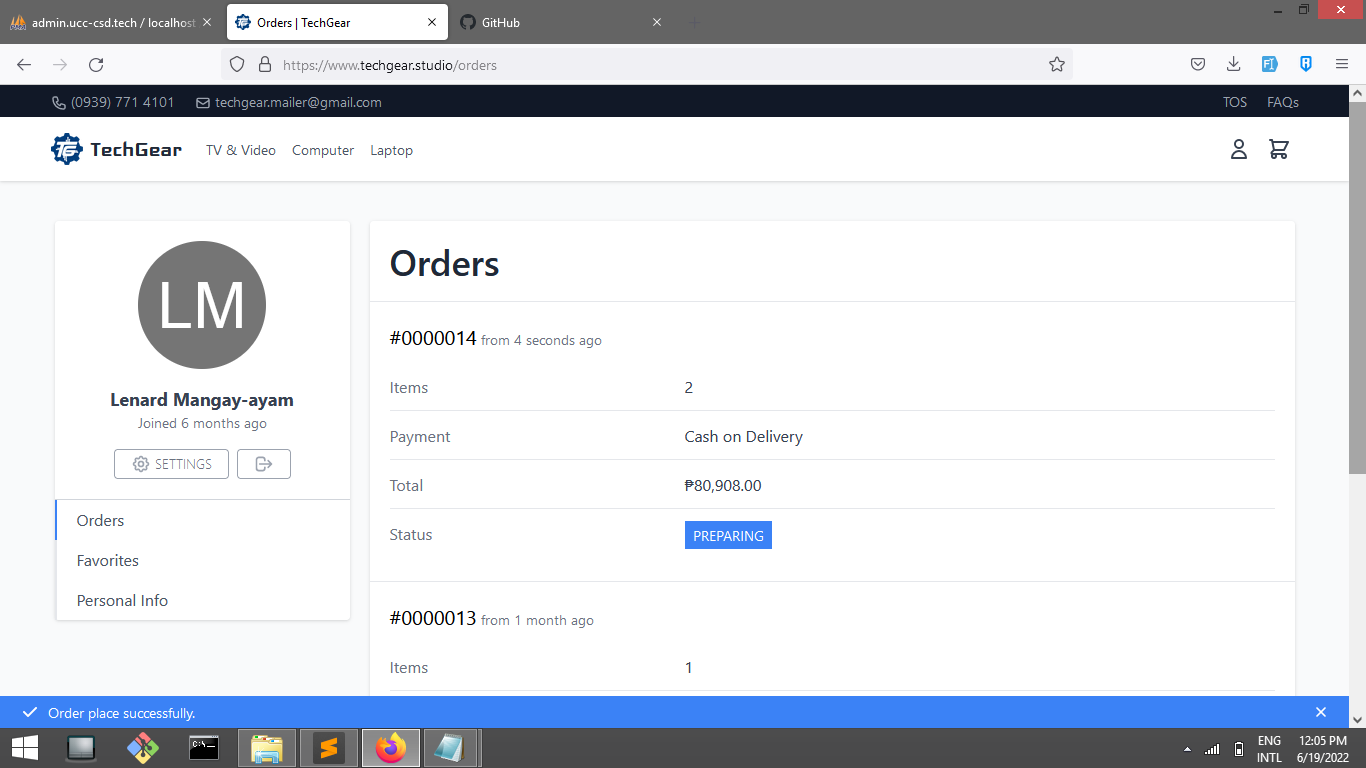 admin.ucc-csd.tech / localhost
Orders | TechGear
GitHub
https://www.techgear.studio/orders
(0939) 771 4101
techgear.mailer@gmail.com
TOS
FAQs
TechGear
TV & Video
Computer
Laptop
LM
Lenard Mangay-ayam
Joined 6 months ago
SETTINGS
Orders
Favorites
Personal Info
Orders
#0000014 from 4 seconds ago
Items 2
Payment Cash on Delivery
Total ₱80,908.00
Status PREPARING
#0000013 from 1 month ago
Items 1
Order place successfully.
ENG
INTL
12:05 PM
6/19/2022